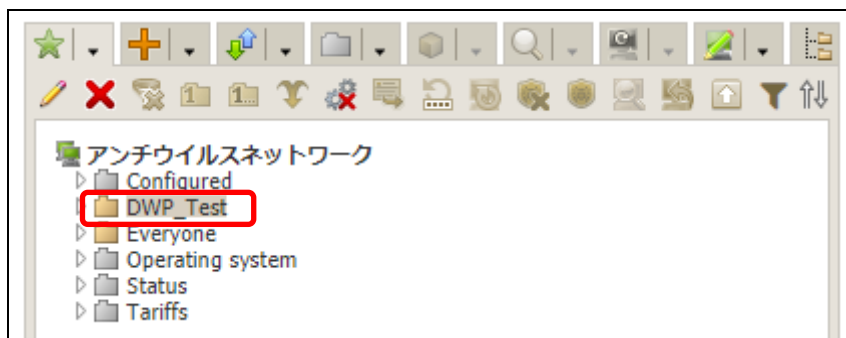 アンチウイルスネットワーク
Configured
DWP_Test
Everyone
Operating system
Status
Tariffs